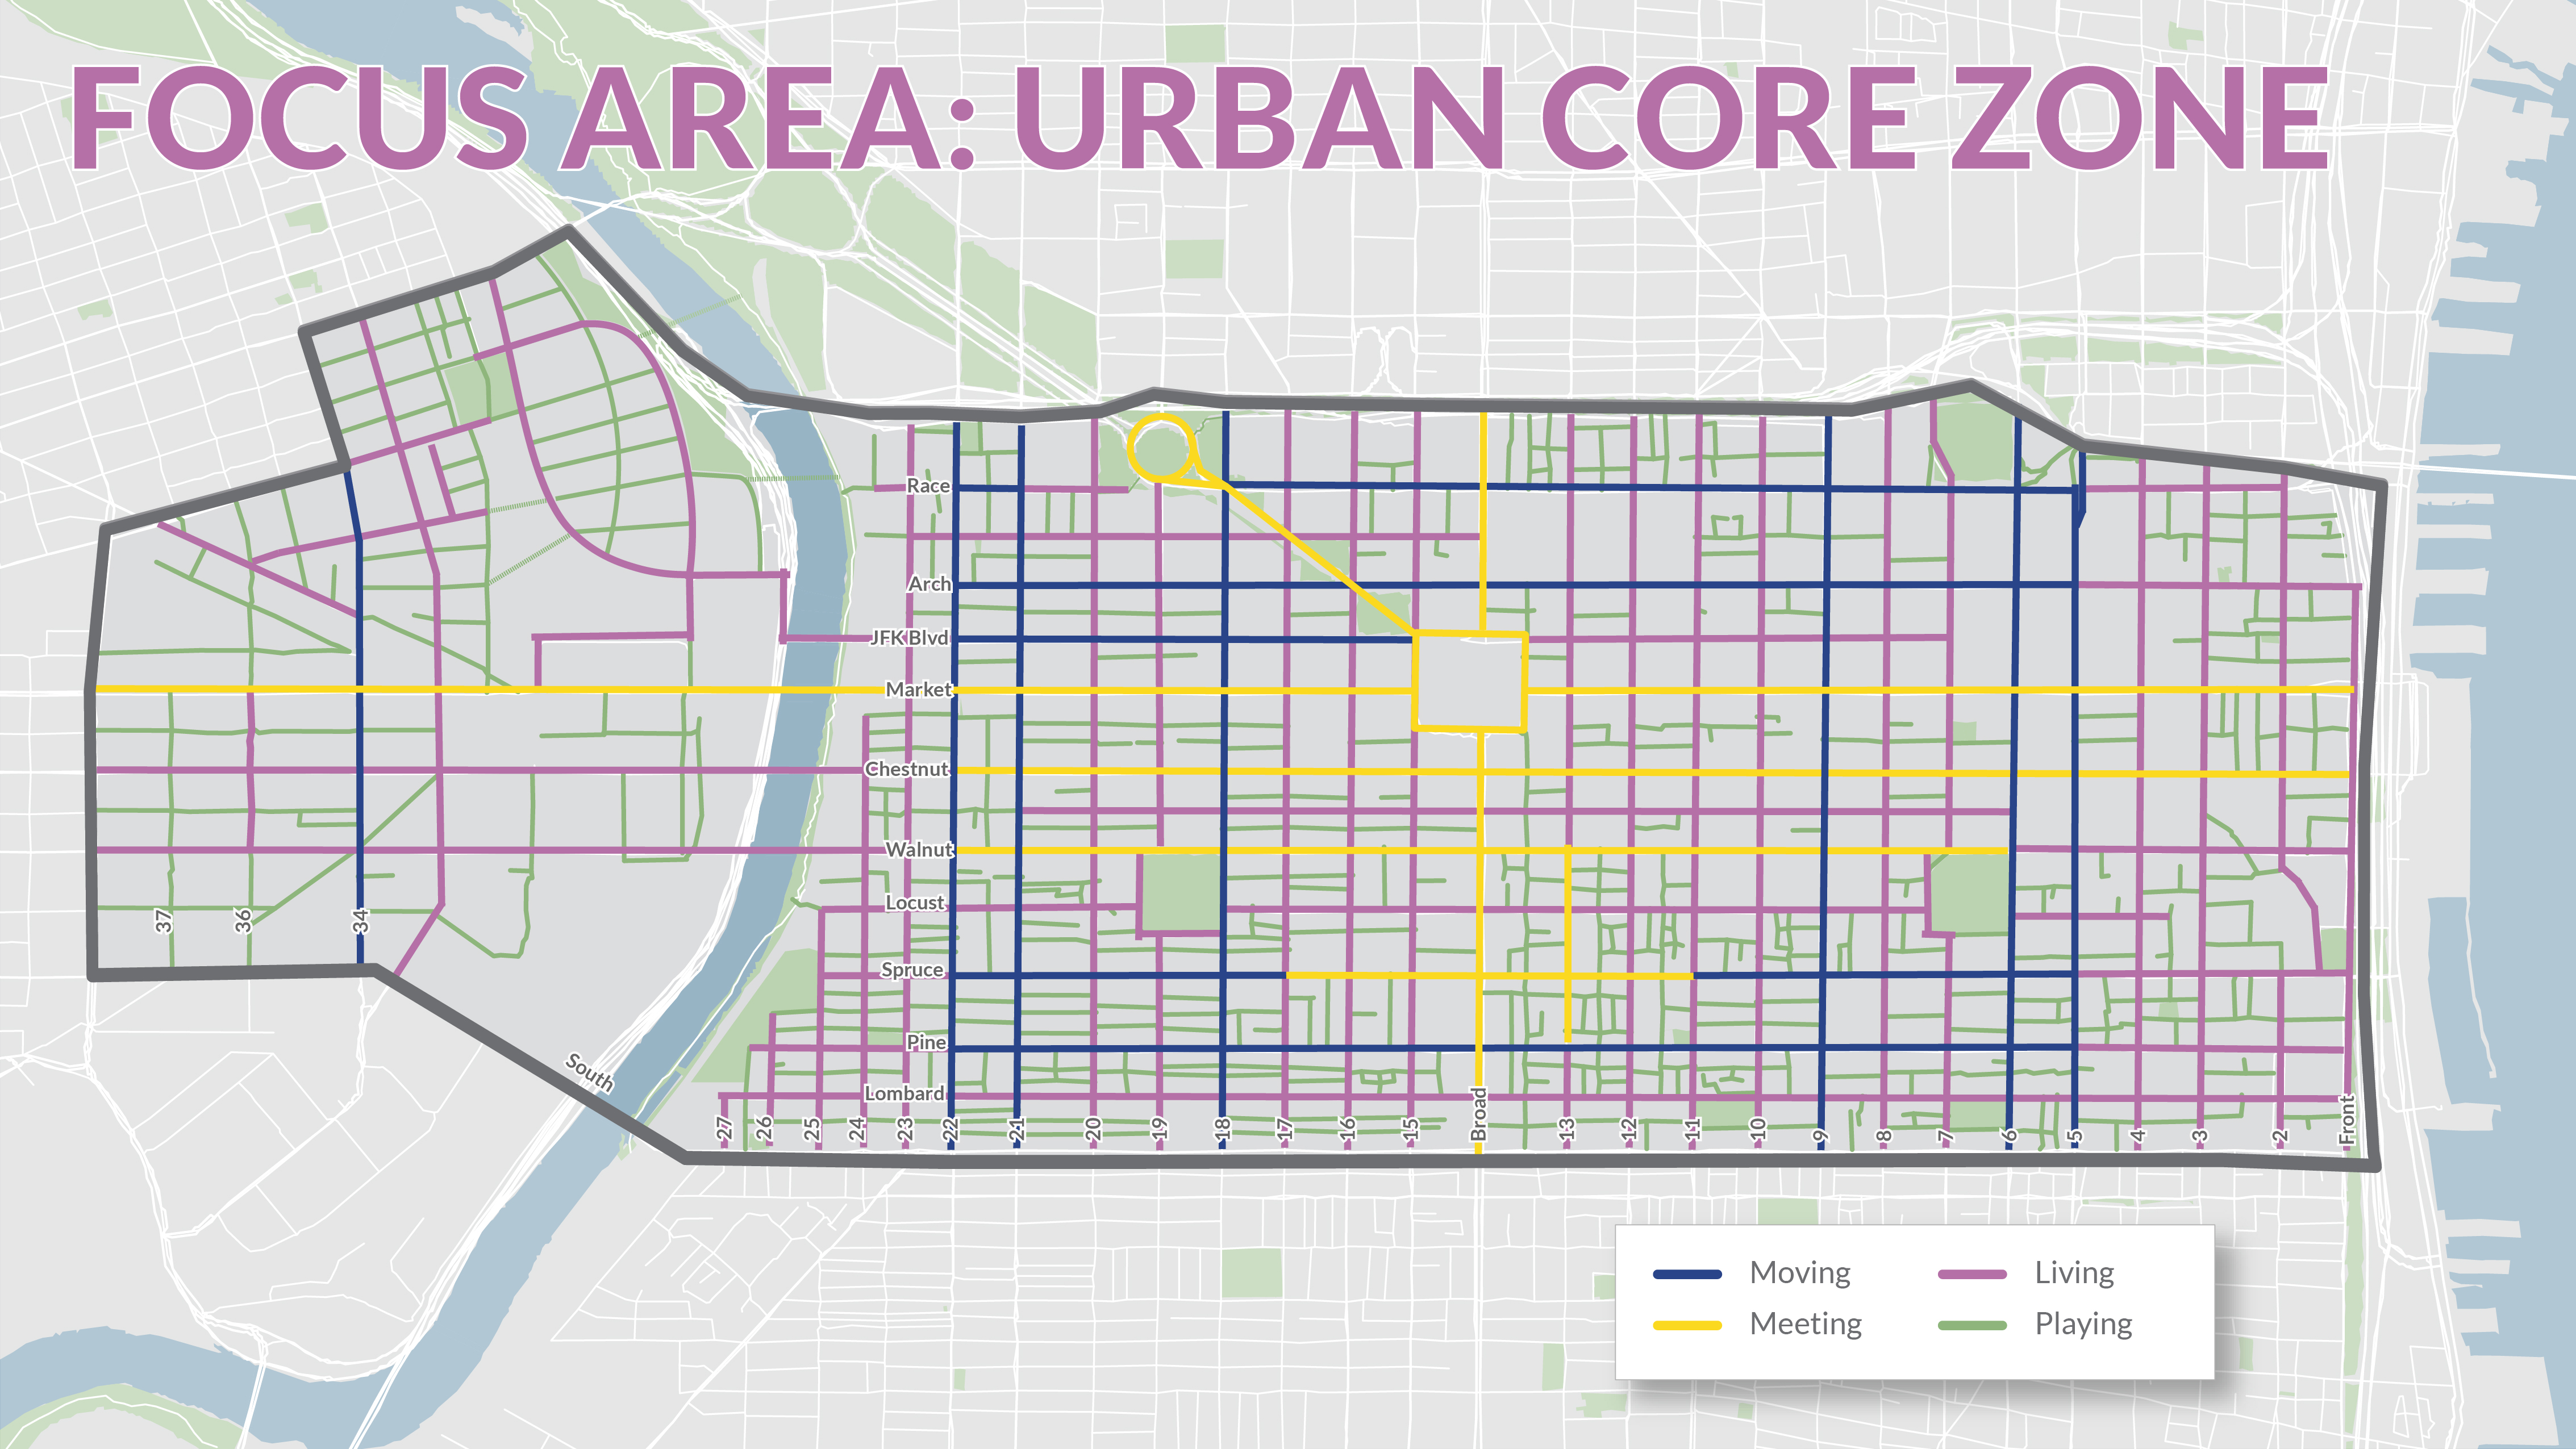 FOCUS AREA: URBAN CORE ZONE
Race
Arch
JFK Blvd
Market
Chestnut
Walnut
Locust
37
36
34
Spruce
Pine
South
Lombard
27
26
25
24
23
22
21
20
19
18
17
16
15
Broad
13
12
11
10
9
8
7
6
5
4
3
2
Front
Moving
Living
Meeting
Playing